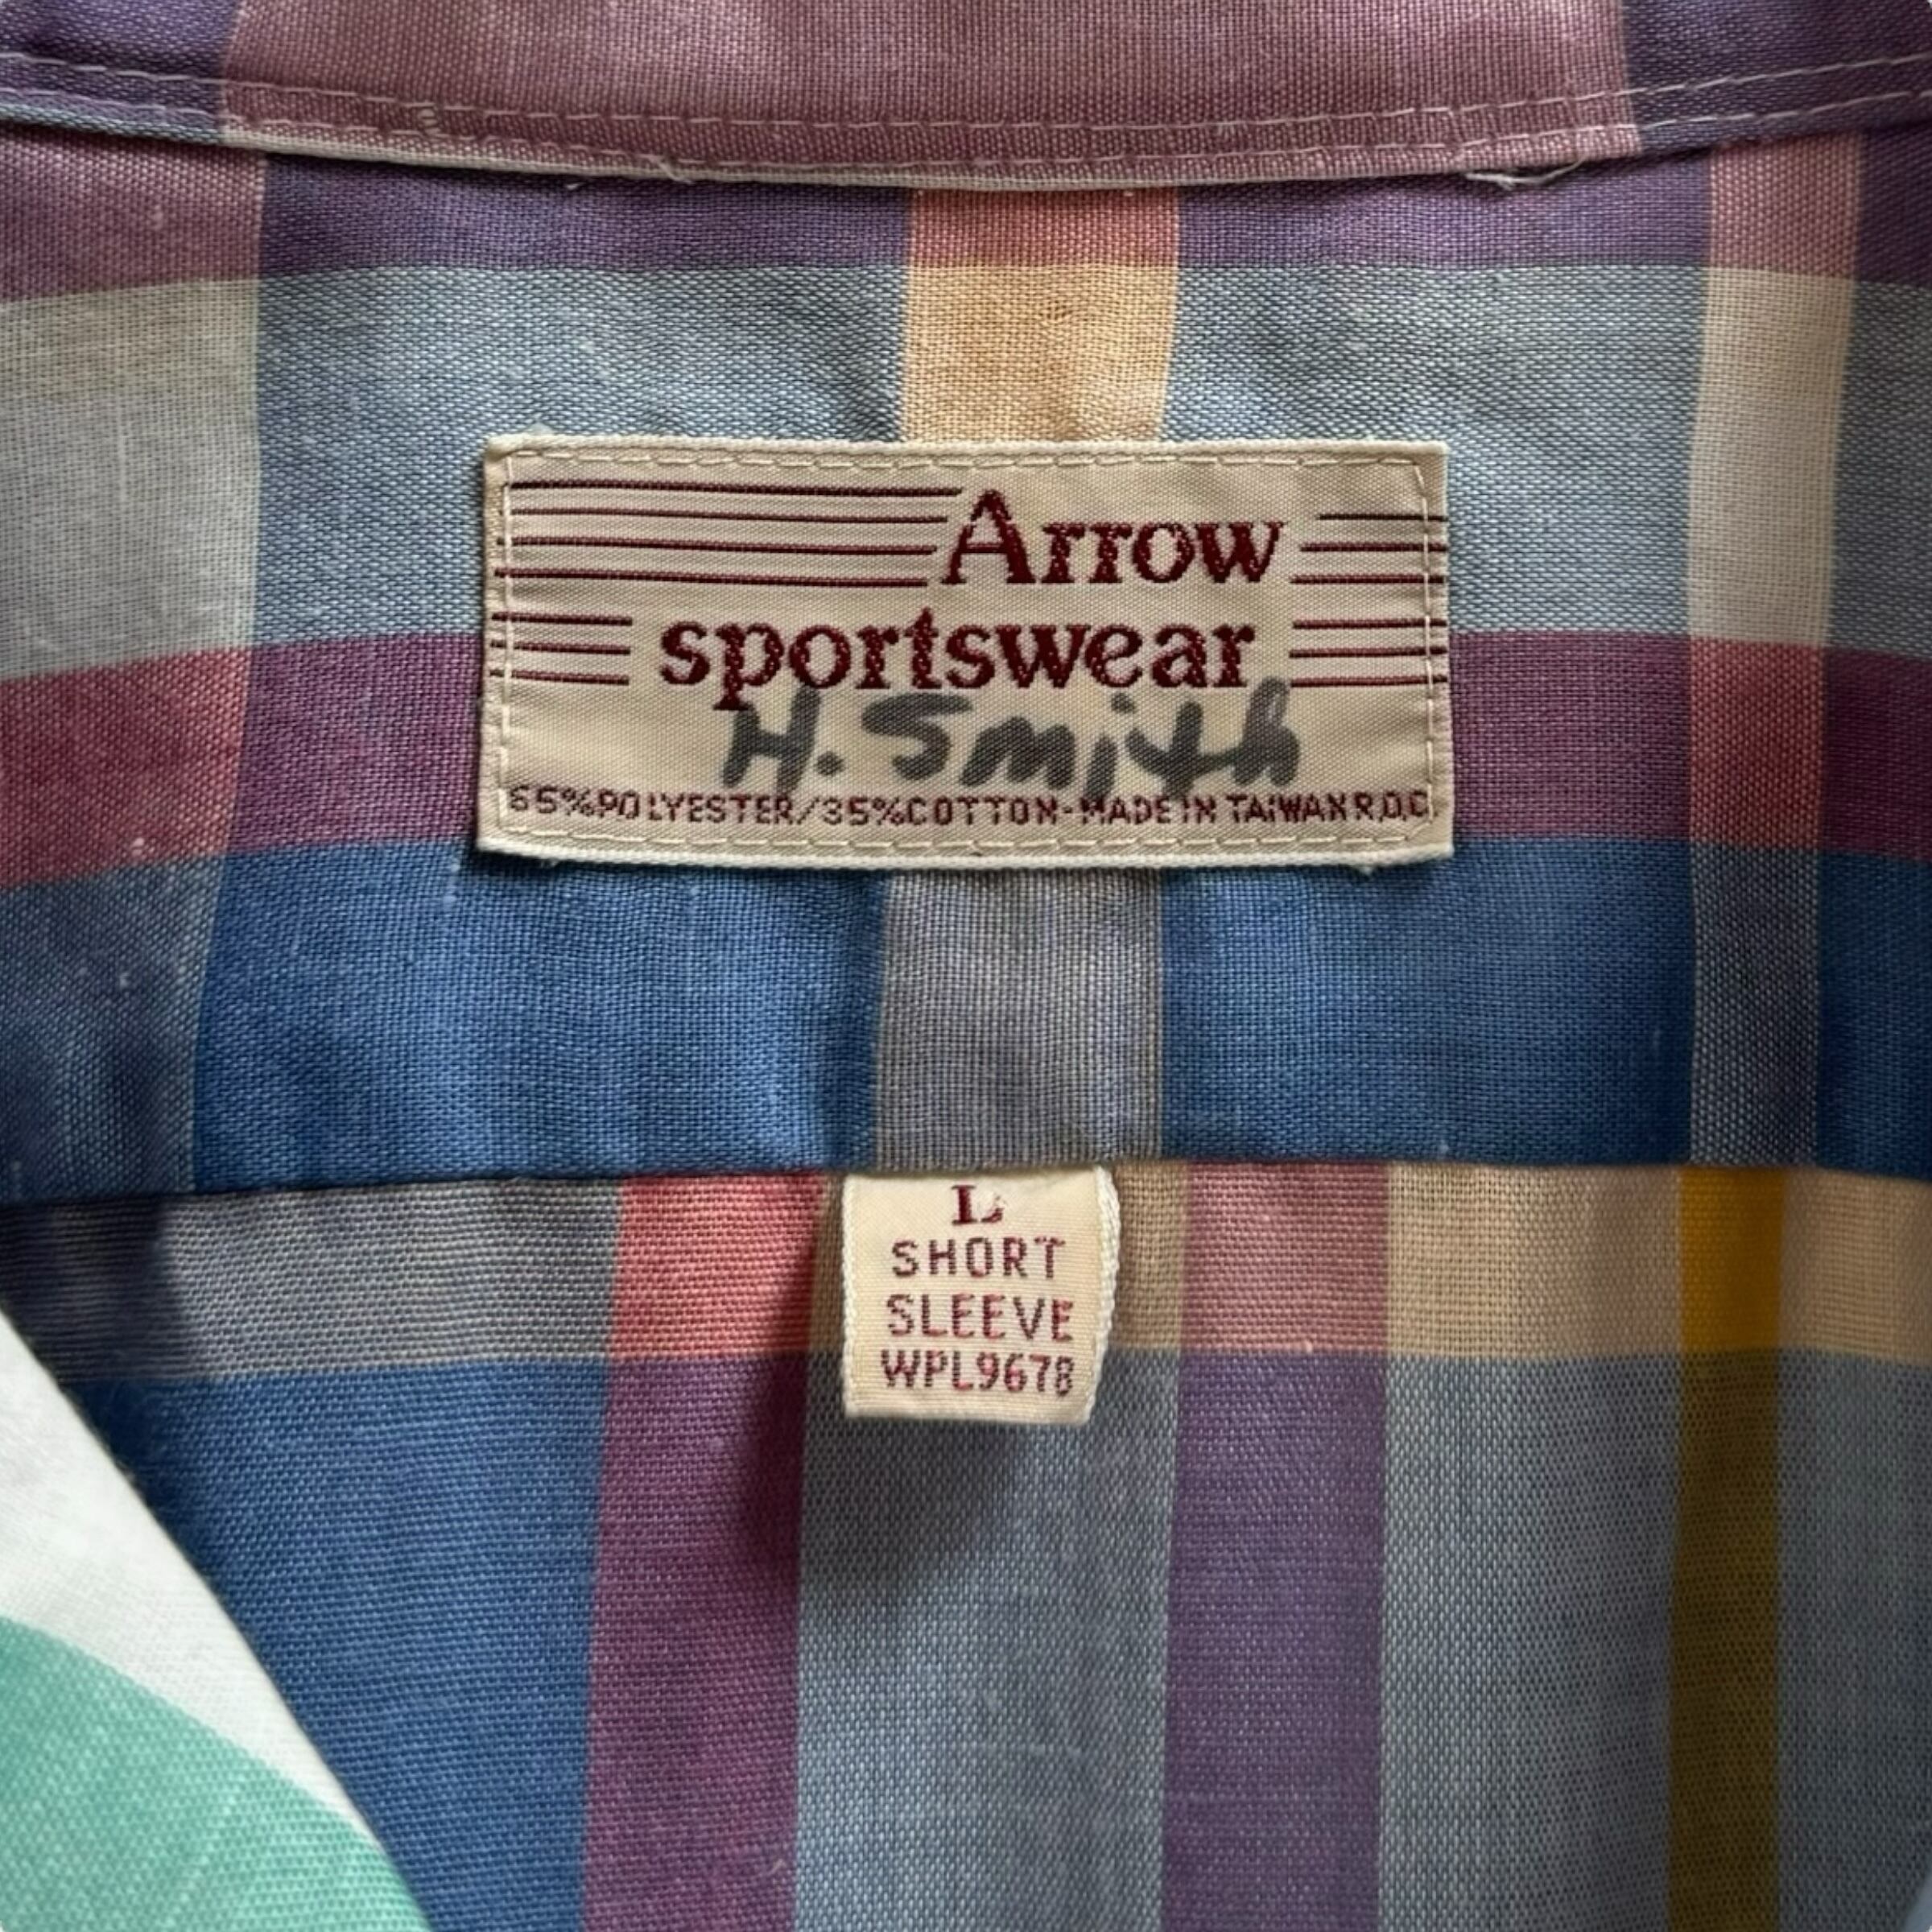 Arrow
sportswear
H. Smith
65%POLYESTER/35%COTTON-MADE IN TAIWAN R.O.C.
L
SHORT
SLEEVE
WPL9678